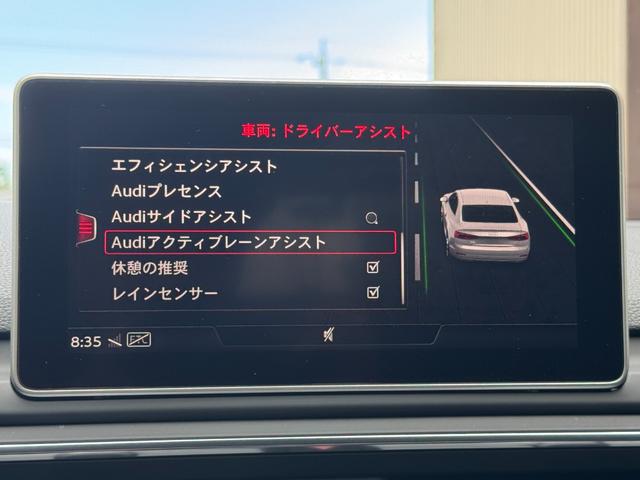 車両: ドライバーアシスト
エフィシェンシアシスト
Audiプレセンス
Audiサイドアシスト
Audiアクティブレーンアシスト
休憩の推奨
レインセンサー
8:35 ETC